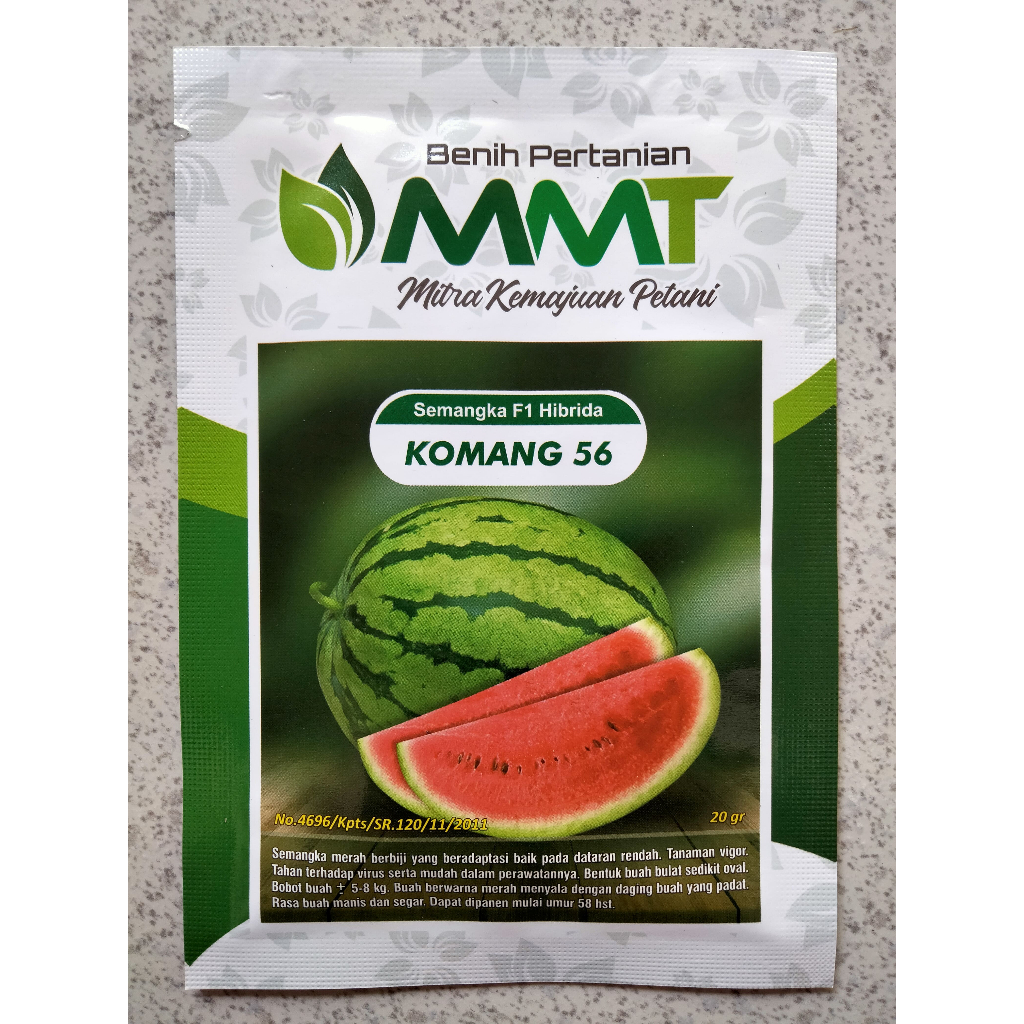 Benih Pertanian
MMT
Mitra Kemajuan Petani
Semangka F1 Hibrida
KOMANG 56
No.4696/Kpts/SR.120/11/2011
20 gr
Semangka merah berbiji yang beradaptasi baik pada dataran rendah. Tanaman vigor.
Tahan terhadap virus serta mudah dalam perawatannya. Bentuk buah bulat sedikit oval.
Bobot buah ± 5-8 kg. Buah berwarna merah menyala dengan daging buah yang padat.
Rasa buah manis dan segar. Dapat dipanen mulai umur 58 hst.